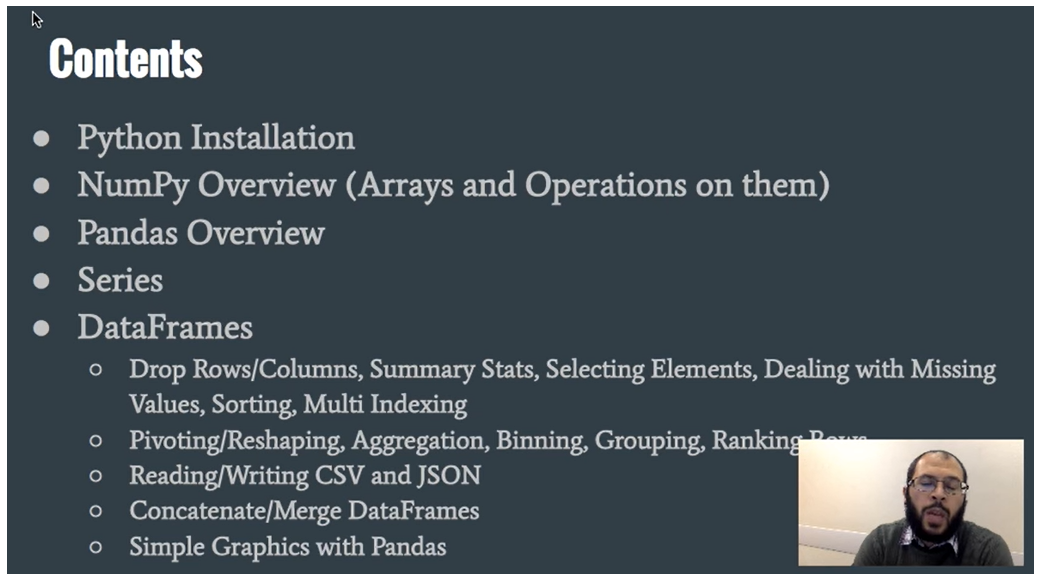 Contents
● Python Installation
● NumPy Overview (Arrays and Operations on them)
● Pandas Overview
● Series
● DataFrames
○ Drop Rows/Columns, Summary Stats, Selecting Elements, Dealing with Missing
Values, Sorting, Multi Indexing
○ Pivoting/Reshaping, Aggregation, Binning, Grouping, Ranking Rows
○ Reading/Writing CSV and JSON
○ Concatenate/Merge DataFrames
○ Simple Graphics with Pandas